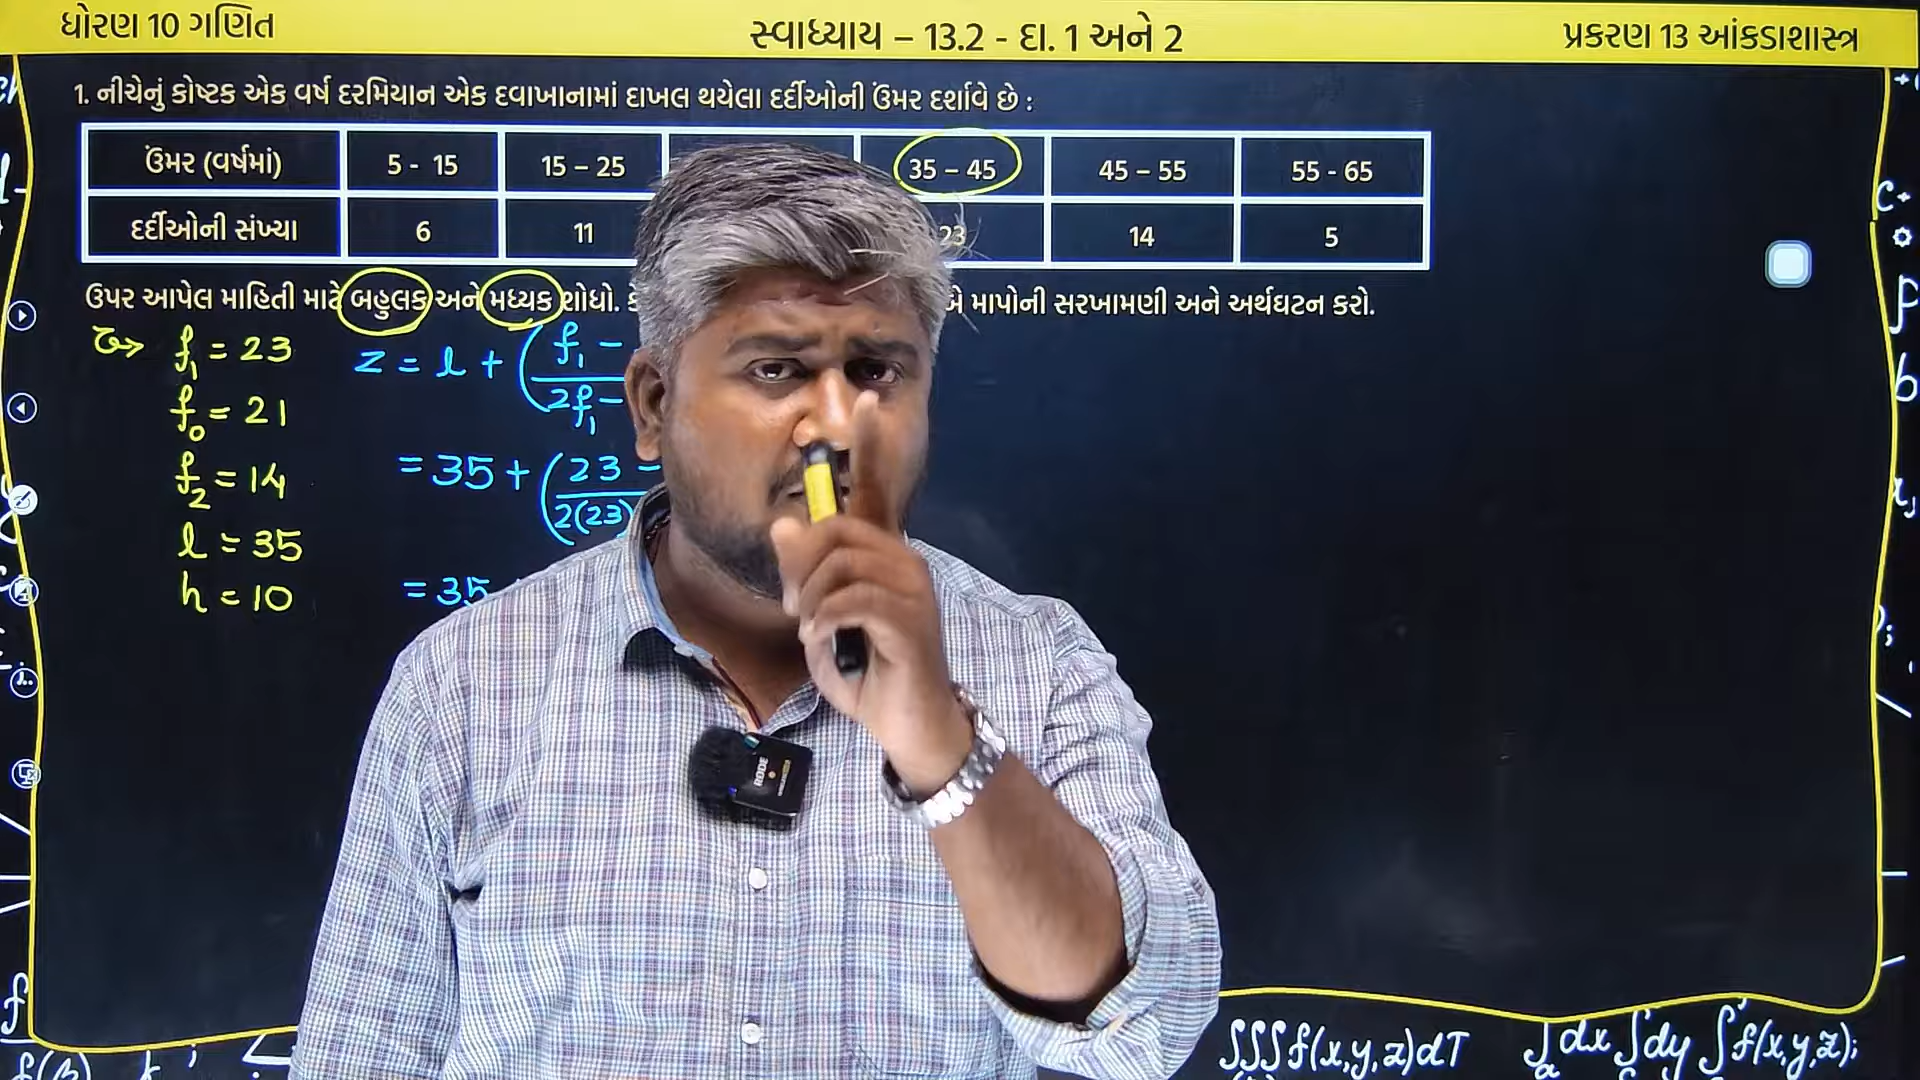 ધોરણ 10 ગણિત
સ્વાધ્યાય – 13.2 - દા. 1 અને 2
પ્રકરણ 13 આંકડાશાસ્ત્ર
1. નીચેનું કોષ્ટક એક વર્ષ દરમિયાન એક દવાખાનામાં દાખલ થયેલા દર્દીઓની ઉંમર દર્શાવે છે :
ઉંમર (વર્ષમાં) 5 - 15 15 – 25 35 – 45 45 – 55 55 - 65
દર્દીઓની સંખ્યા 6 11 23 14 5
ઉપર આપેલ માહિતી માટે બહુલક અને મધ્યક શોધો. માપોની સરખામણી અને અર્થઘટન કરો.
f₁ = 23
f₀ = 21
f₂ = 14
l = 35
h = 10
z = l + (f₁ –
2f₁ –
= 35 + (23 –
2(23)
= 35
RODE
∫∫∫f(x,y,z)dT
∫dx ∫dy ∫f(x,y,z);